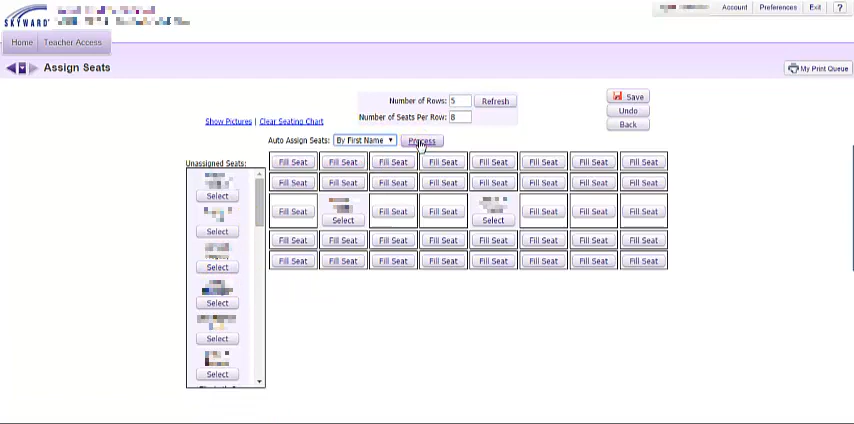 SKYWARD
Account Preferences Exit ?
Home Teacher Access
Assign Seats
My Print Queue
Number of Rows: 5 Refresh
Number of Seats Per Row: 8
Save
Undo
Back
Show Pictures | Clear Seating Chart
Auto Assign Seats: By First Name Process
Unassigned Seats:
Select
Select
Select
Select
Select
Select
Fill Seat Fill Seat Fill Seat Fill Seat Fill Seat Fill Seat Fill Seat Fill Seat
Fill Seat Fill Seat Fill Seat Fill Seat Fill Seat Fill Seat Fill Seat Fill Seat
Fill Seat Select Fill Seat Fill Seat Select Fill Seat Fill Seat Fill Seat
Fill Seat Fill Seat Fill Seat Fill Seat Fill Seat Fill Seat Fill Seat Fill Seat
Fill Seat Fill Seat Fill Seat Fill Seat Fill Seat Fill Seat Fill Seat Fill Seat